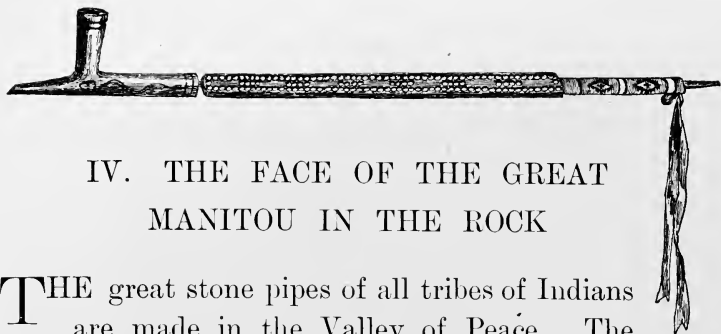 IV. THE FACE OF THE GREAT
MANITOU IN THE ROCK
THE great stone pipes of all tribes of Indians
are made in the Valley of Peace. The